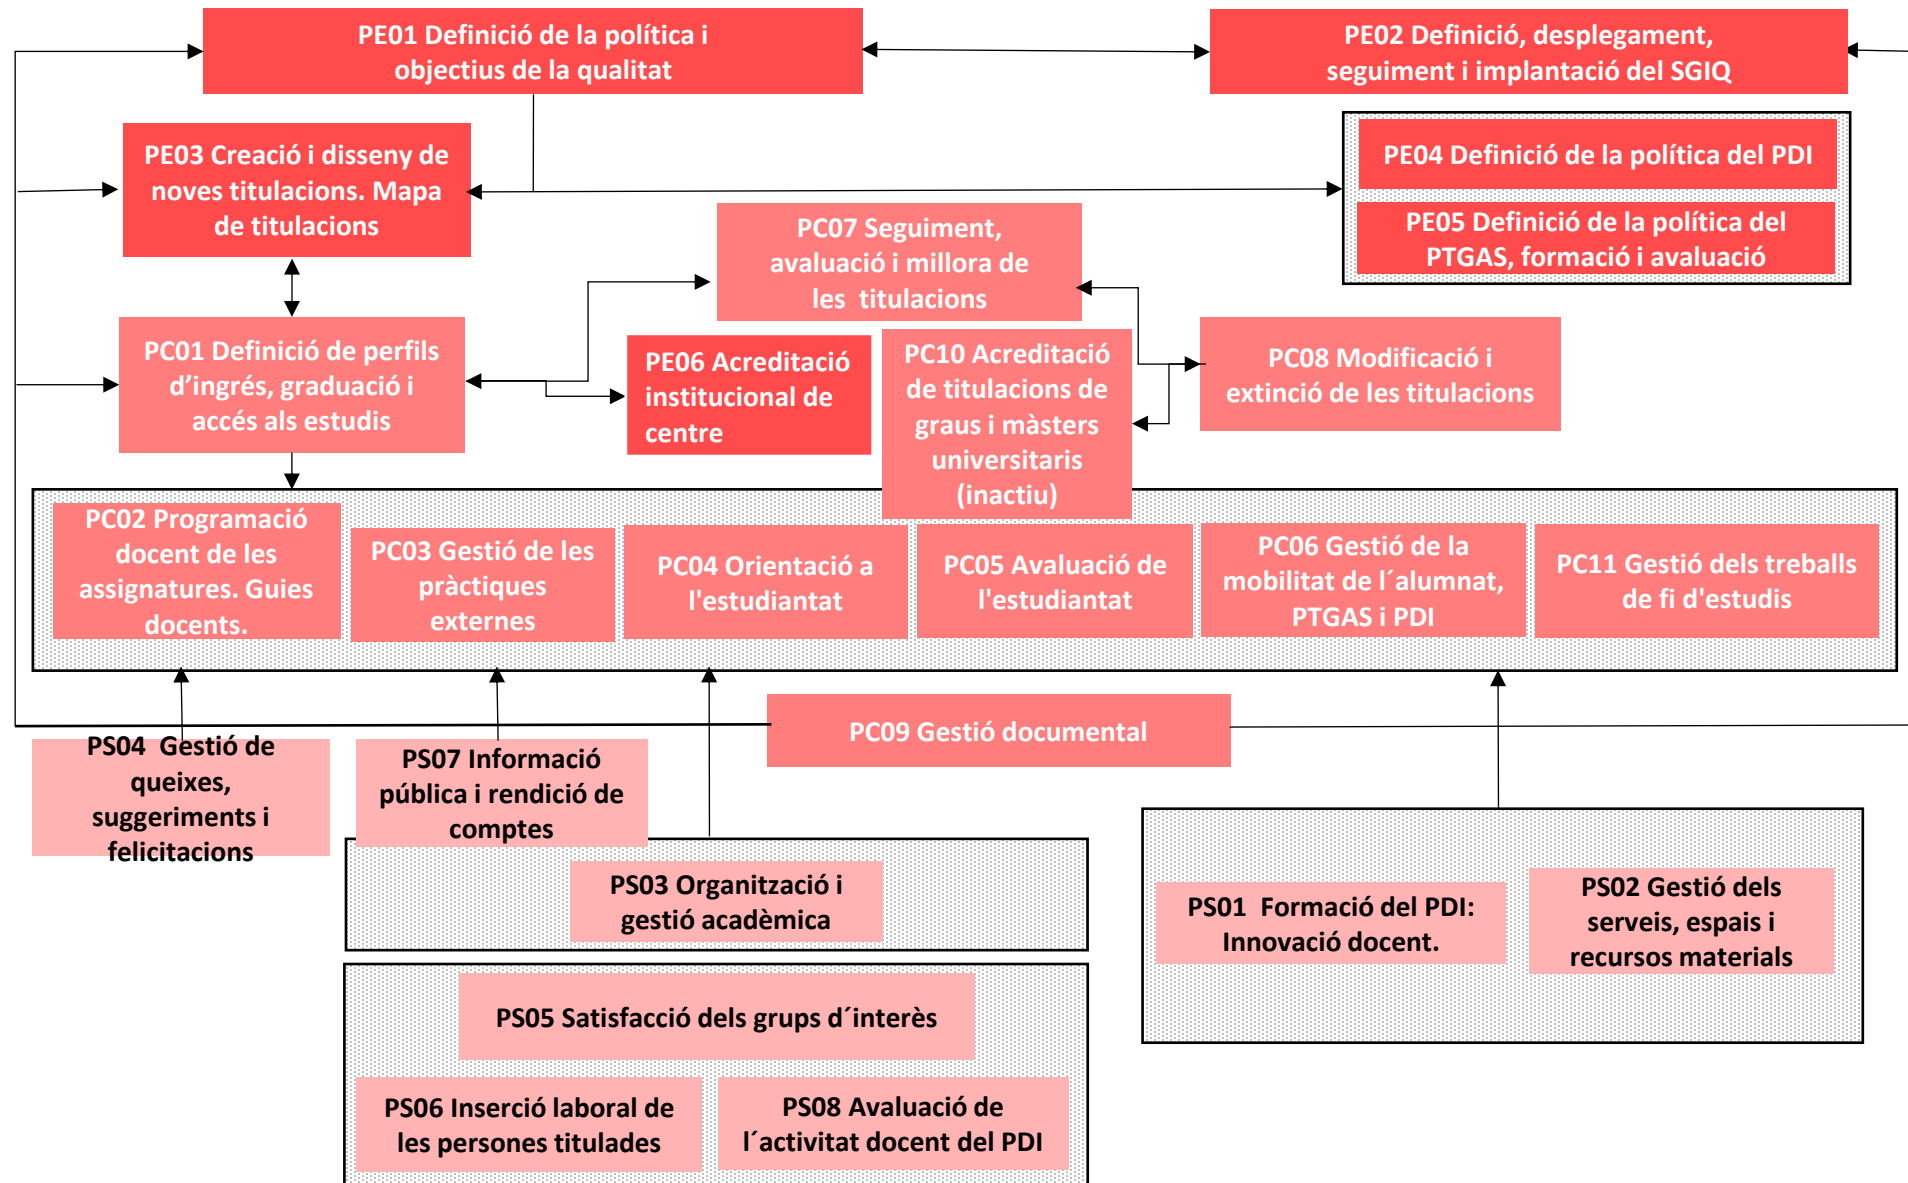 PE01 Definició de la política i
objectius de la qualitat
PE02 Definició, desplegament,
seguiment i implantació del SGIQ
PE03 Creació i disseny de
noves titulacions. Mapa
de titulacions
PE04 Definició de la política del PDI
PE05 Definició de la política del
PTGAS, formació i avaluació
PC07 Seguiment,
avaluació i millora de
les titulacions
PC01 Definició de perfils
d’ingrés, graduació i
accés als estudis
PE06 Acreditació
institucional de
centre
PC10 Acreditació
de titulacions de
graus i màsters
universitaris
(inactiu)
PC08 Modificació i
extinció de les titulacions
PC02 Programació
docent de les
assignatures. Guies
docents.
PC03 Gestió de les
pràctiques
externes
PC04 Orientació a
l'estudiantat
PC05 Avaluació de
l'estudiantat
PC06 Gestió de la
mobilitat de l´alumnat,
PTGAS i PDI
PC11 Gestió dels treballs
de fi d'estudis
PC09 Gestió documental
PS04 Gestió de
queixes,
suggeriments i
felicitacions
PS07 Informació
pública i rendició de
comptes
PS03 Organització i
gestió acadèmica
PS01 Formació del PDI:
Innovació docent.
PS02 Gestió dels
serveis, espais i
recursos materials
PS05 Satisfacció dels grups d´interès
PS06 Inserció laboral de
les persones titulades
PS08 Avaluació de
l´activitat docent del PDI